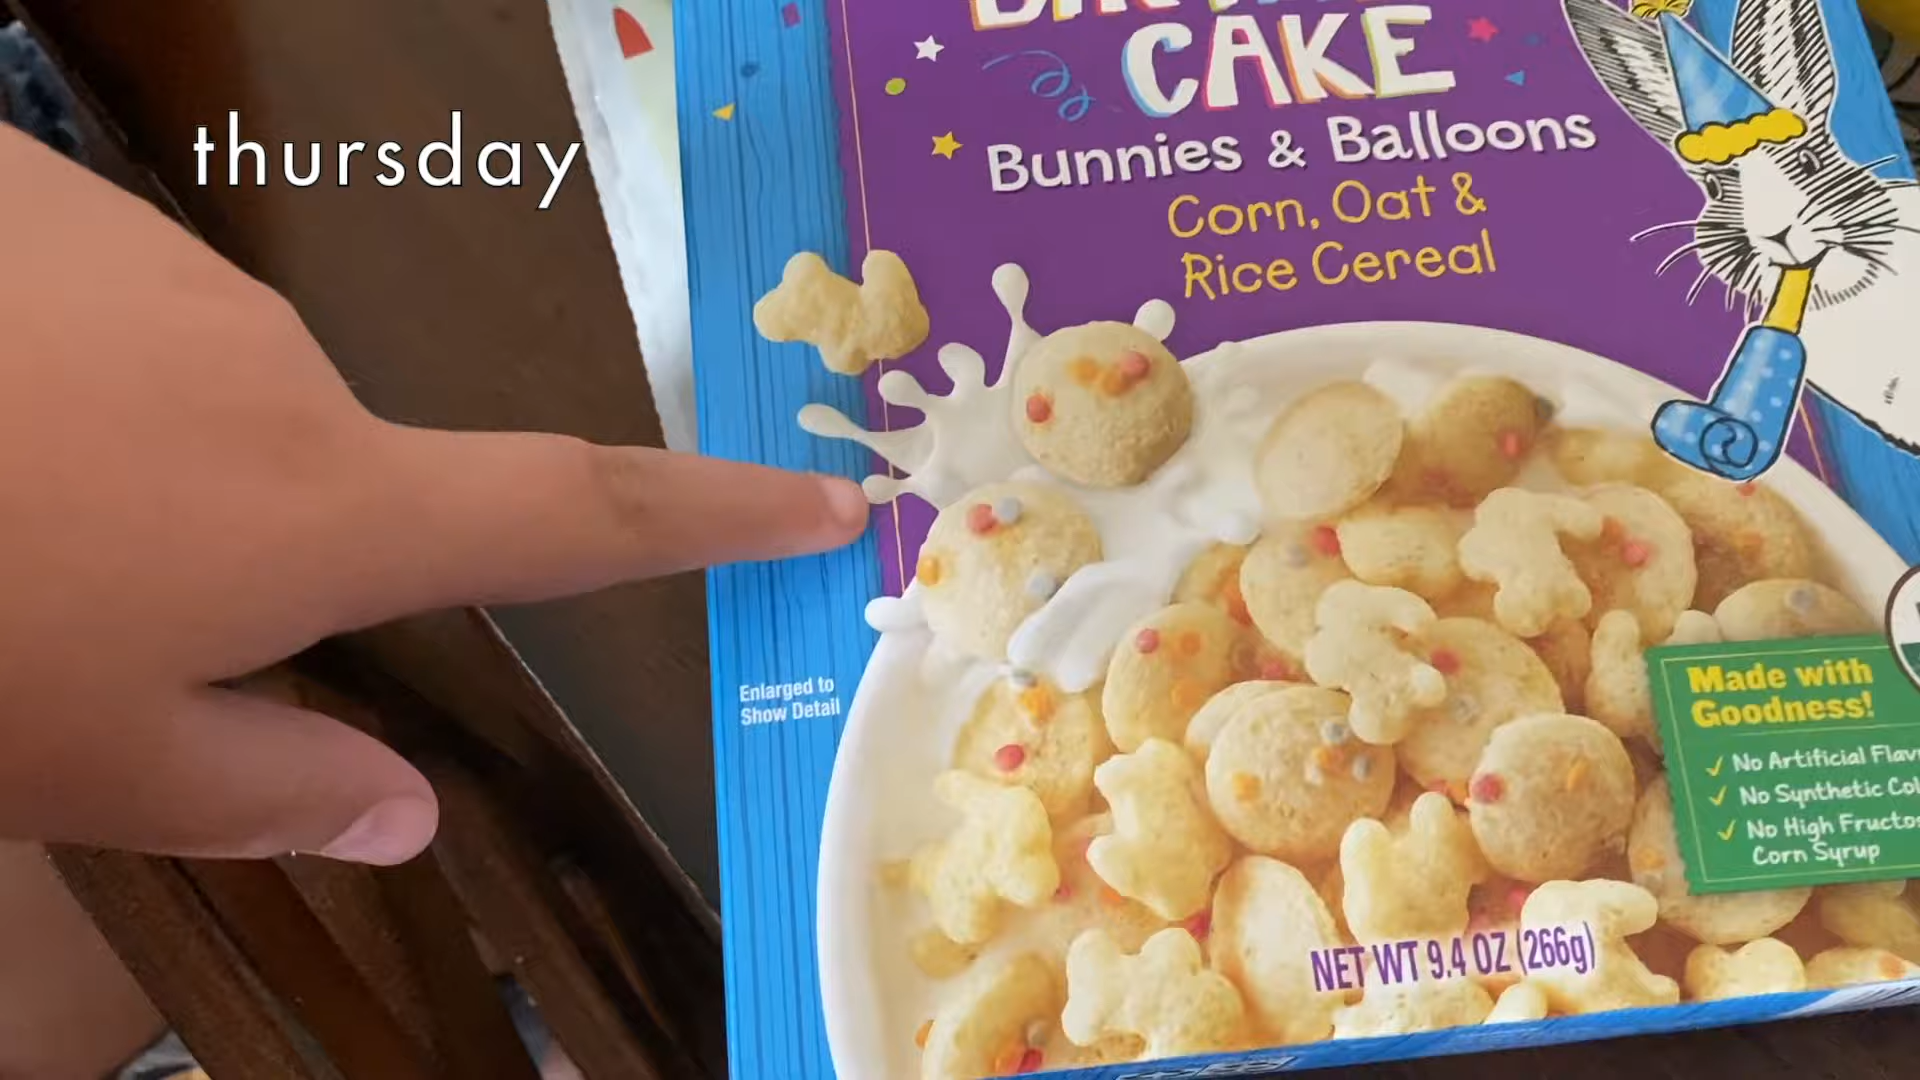 thursday
CAKE
Bunnies & Balloons
Corn, Oat &
Rice Cereal
Enlarged to
Show Detail
Made with
Goodness!
No Artificial
No Synthetic
No High
Corn Syrup
NET WT 9.4 OZ (266g)